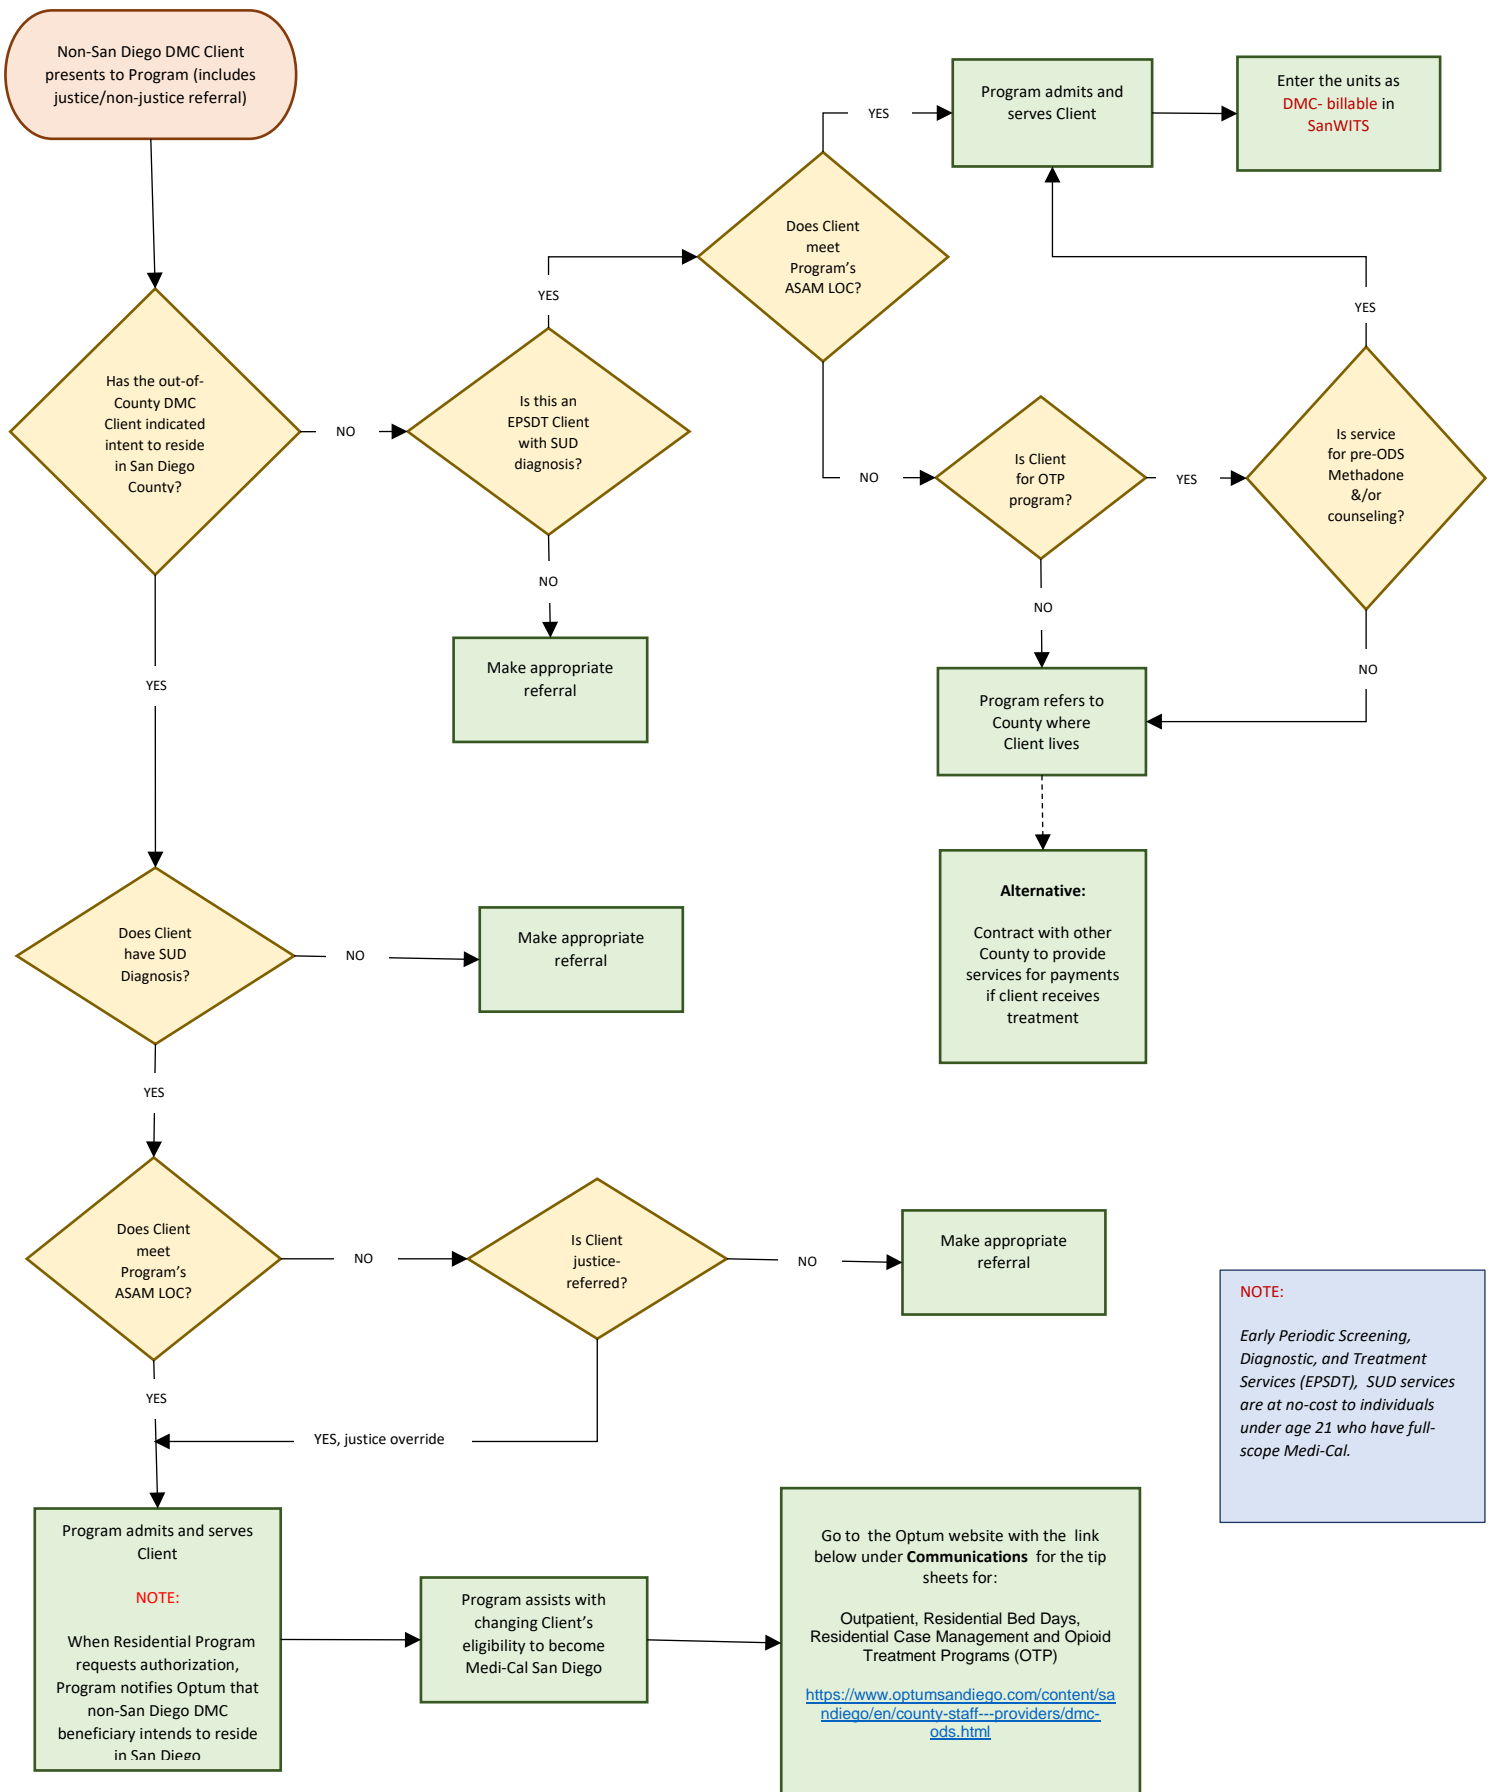 Non-San Diego DMC Client
presents to Program (includes
justice/non-justice referral)
Program admits and
serves Client
Enter the units as
DMC- billable in
SanWITS
YES
Does Client
meet
Program’s
ASAM LOC?
YES
YES
Has the out-of-
County DMC
Client indicated
intent to reside
in San Diego
County?
NO
Is this an
EPSDT Client
with SUD
diagnosis?
NO
Is Client
for OTP
program?
YES
Is service
for pre-ODS
Methadone
&/or
counseling?
NO
NO
NO
YES
Make appropriate
referral
Program refers to
County where
Client lives
Alternative:
Contract with other
County to provide
services for payments
if client receives
treatment
Does Client
have SUD
Diagnosis?
NO
Make appropriate
referral
YES
Does Client
meet
Program’s
ASAM LOC?
NO
Is Client
justice-
referred?
NO
Make appropriate
referral
NOTE:
Early Periodic Screening,
Diagnostic, and Treatment
Services (EPSDT), SUD services
are at no-cost to individuals
under age 21 who have full-
scope Medi-Cal.
YES
YES, justice override
Program admits and serves
Client
NOTE:
When Residential Program
requests authorization,
Program notifies Optum that
non-San Diego DMC
beneficiary intends to reside
in San Diego
Program assists with
changing Client’s
eligibility to become
Medi-Cal San Diego
Go to the Optum website with the link
below under Communications for the tip
sheets for:
Outpatient, Residential Bed Days,
Residential Case Management and Opioid
Treatment Programs (OTP)
https://www.optumsandiego.com/content/sa
ndiego/en/county-staff---providers/dmc-
ods.html